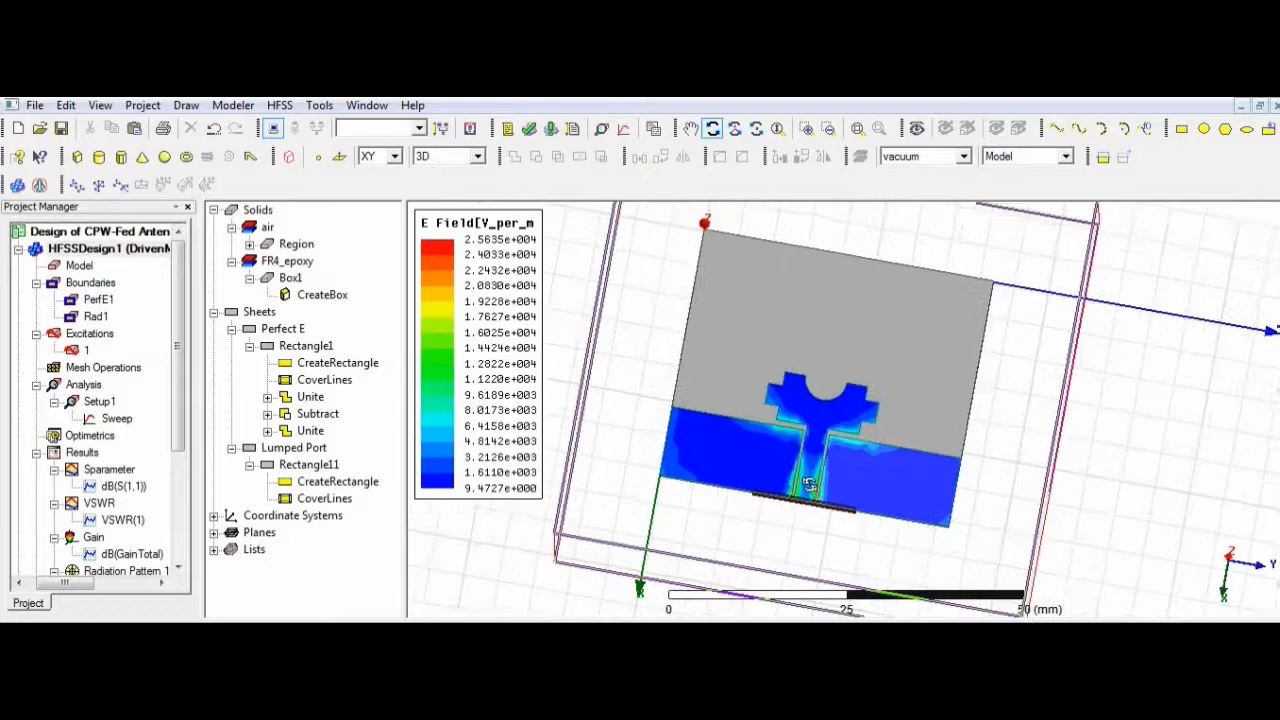 File Edit View Project Draw Modeler HFSS Tools Window Help
XY 3D vacuum Model
Project Manager
Design of CPW-Fed Anten
HFSSDesign1 (DrivenM
Model
Boundaries
PerfE1
Rad1
Excitations
1
Mesh Operations
Analysis
Setup1
Sweep
Optimetrics
Results
Sparameter
dB(S(1,1))
VSWR
VSWR(1)
Gain
dB(GainTotal)
Radiation Pattern 1
Project
Solids
air
Region
FR4_epoxy
Box1
CreateBox
Sheets
Perfect E
Rectangle1
CreateRectangle
CoverLines
Unite
Subtract
Unite
Lumped Port
Rectangle11
CreateRectangle
CoverLines
Coordinate Systems
Planes
Lists
E Field[V_per_m
2.5635e+004
2.4033e+004
2.2432e+004
2.0830e+004
1.9228e+004
1.7627e+004
1.6025e+004
1.4424e+004
1.2822e+004
1.1220e+004
9.6189e+003
8.0173e+003
6.4158e+003
4.8142e+003
3.2126e+003
1.6110e+003
9.4727e+000
Z
X
Z
Y
X
0 25 50 (mm)